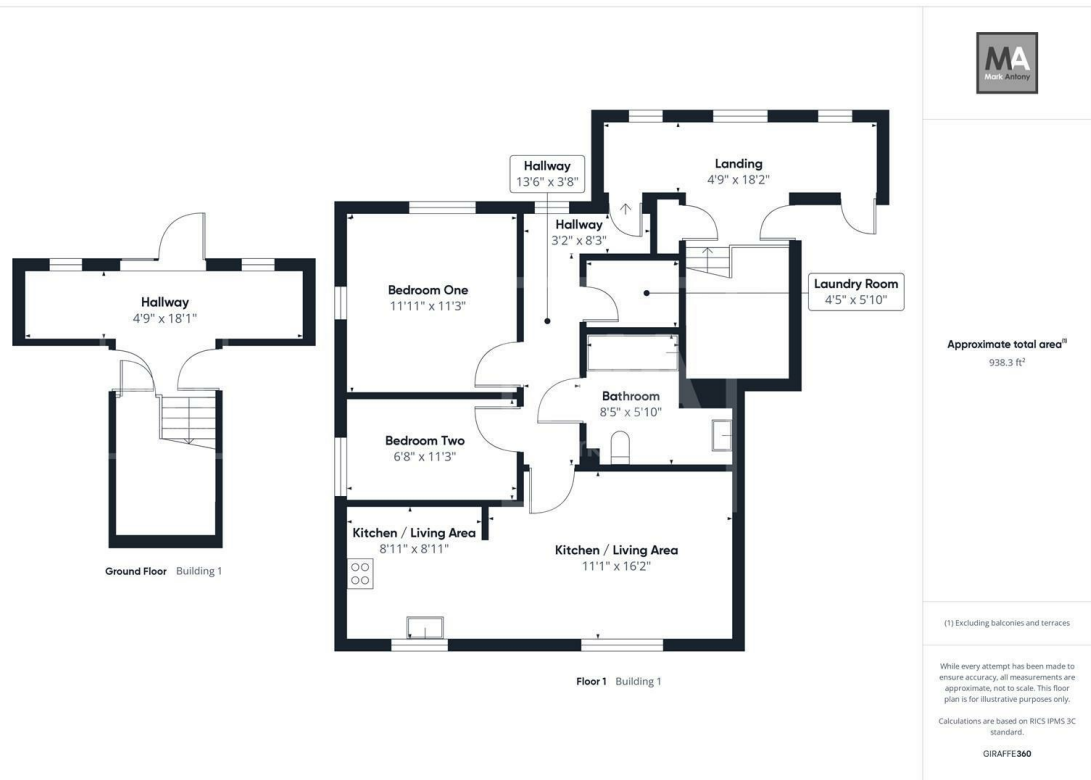 MA
Mark Antony
Hallway
13'6" x 3'8"
Landing
4'9" x 18'2"
Hallway
3'2" x 8'3"
Bedroom One
11'11" x 11'3"
Laundry Room
4'5" x 5'10"
Hallway
4'9" x 18'1"
Bathroom
8'5" x 5'10"
Bedroom Two
6'8" x 11'3"
Kitchen / Living Area
8'11" x 8'11"
Kitchen / Living Area
11'1" x 16'2"
Ground Floor Building 1
Floor 1 Building 1
Approximate total area(1)
938.3 ft²
(1) Excluding balconies and terraces
While every attempt has been made to
ensure accuracy, all measurements are
approximate, not to scale. This floor
plan is for illustrative purposes only.
Calculations are based on RICS IPMS 3C
standard.
GIRAFFE360